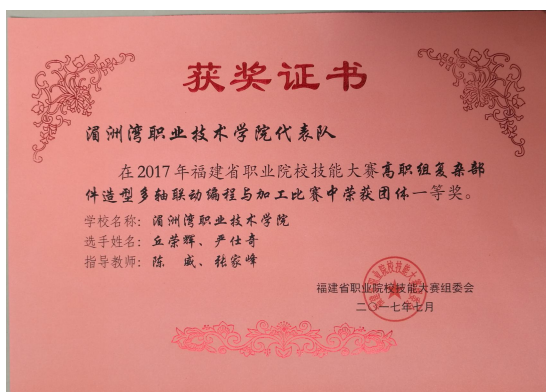 获奖证书
湄洲湾职业技术学院代表队
在2017年福建省职业院校技能大赛高职组复杂部
件造型多轴联动编程与加工比赛中荣获团体一等奖。
学校名称：湄洲湾职业技术学院
选手姓名：丘荣辉、严仕奇
指导教师：陈 威、张家峰
福建省职业院校技能大赛组委会
二〇一七年七月